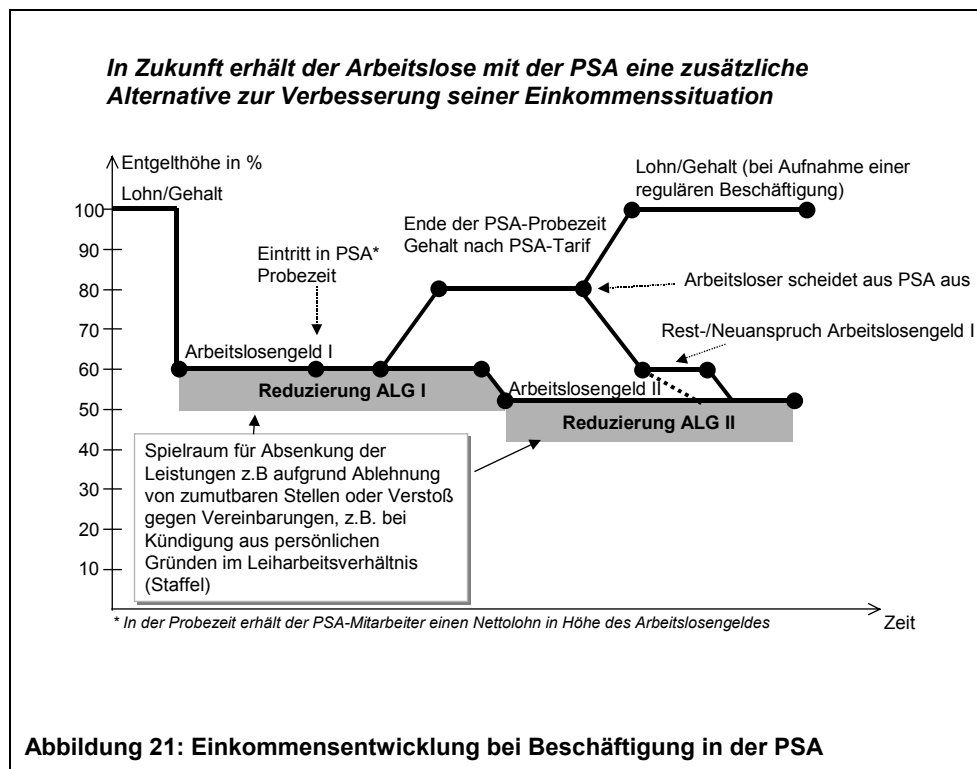 In Zukunft erhält der Arbeitslose mit der PSA eine zusätzliche
Alternative zur Verbesserung seiner Einkommenssituation
Entgelthöhe in %
Lohn/Gehalt
Lohn/Gehalt (bei Aufnahme einer
regulären Beschäftigung)
100
90
80
70
60
50
40
30
20
10
Ende der PSA-Probezeit
Gehalt nach PSA-Tarif
Eintritt in PSA*
Probezeit
Arbeitsloser scheidet aus PSA aus
Rest-/Neuanspruch Arbeitslosengeld I
Arbeitslosengeld I
Reduzierung ALG I
Arbeitslosengeld II
Reduzierung ALG II
Spielraum für Absenkung der
Leistungen z.B aufgrund Ablehnung
von zumutbaren Stellen oder Verstoß
gegen Vereinbarungen, z.B. bei
Kündigung aus persönlichen
Gründen im Leiharbeitsverhältnis
(Staffel)
Zeit
* In der Probezeit erhält der PSA-Mitarbeiter einen Nettolohn in Höhe des Arbeitslosengeldes
Abbildung 21: Einkommensentwicklung bei Beschäftigung in der PSA